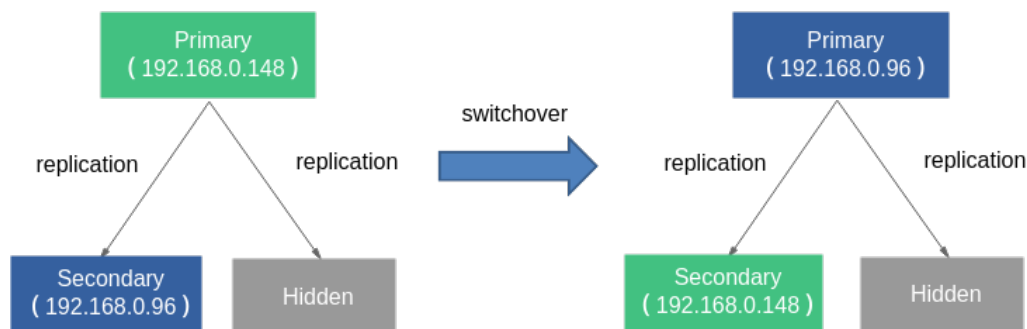 Primary
( 192.168.0.148 )
replication
replication
Secondary
( 192.168.0.96 )
Hidden
switchover
Primary
( 192.168.0.96 )
replication
replication
Secondary
( 192.168.0.148 )
Hidden